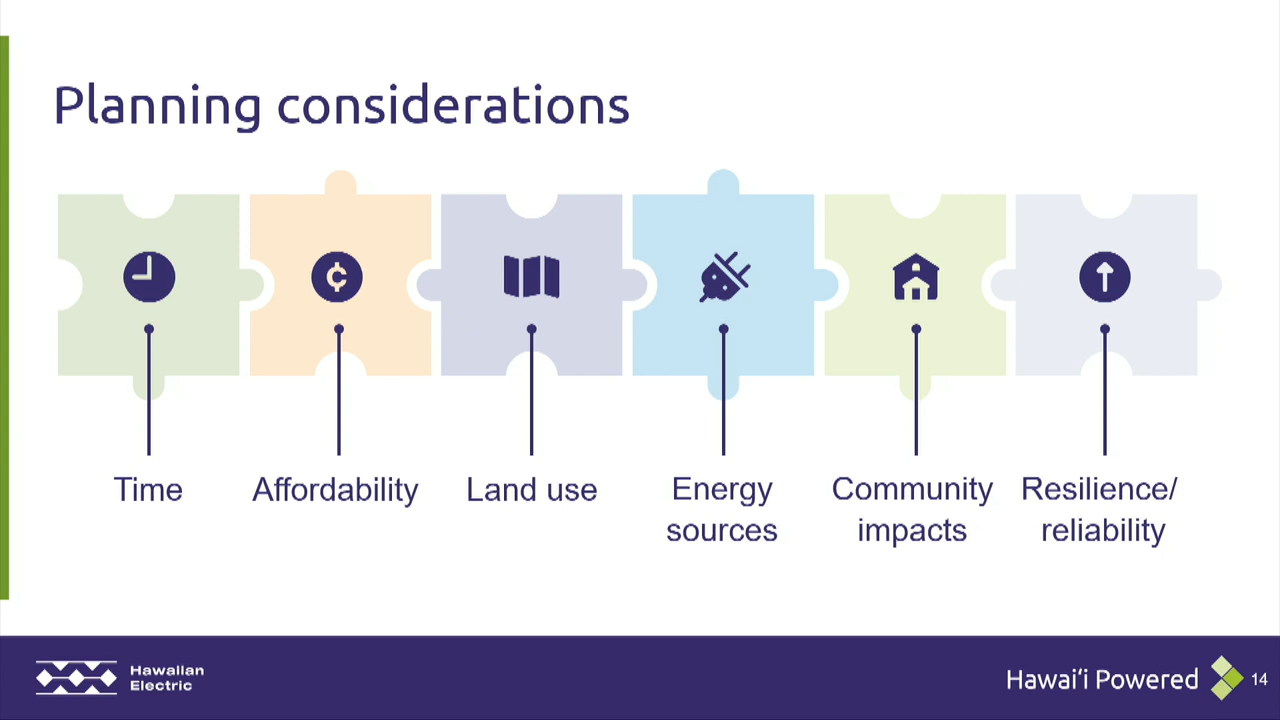 Planning considerations
¢
Time
Affordability
Land use
Energy
sources
Community
impacts
Resilience/
reliability
Hawaiian
Electric
Hawaiʻi Powered
14